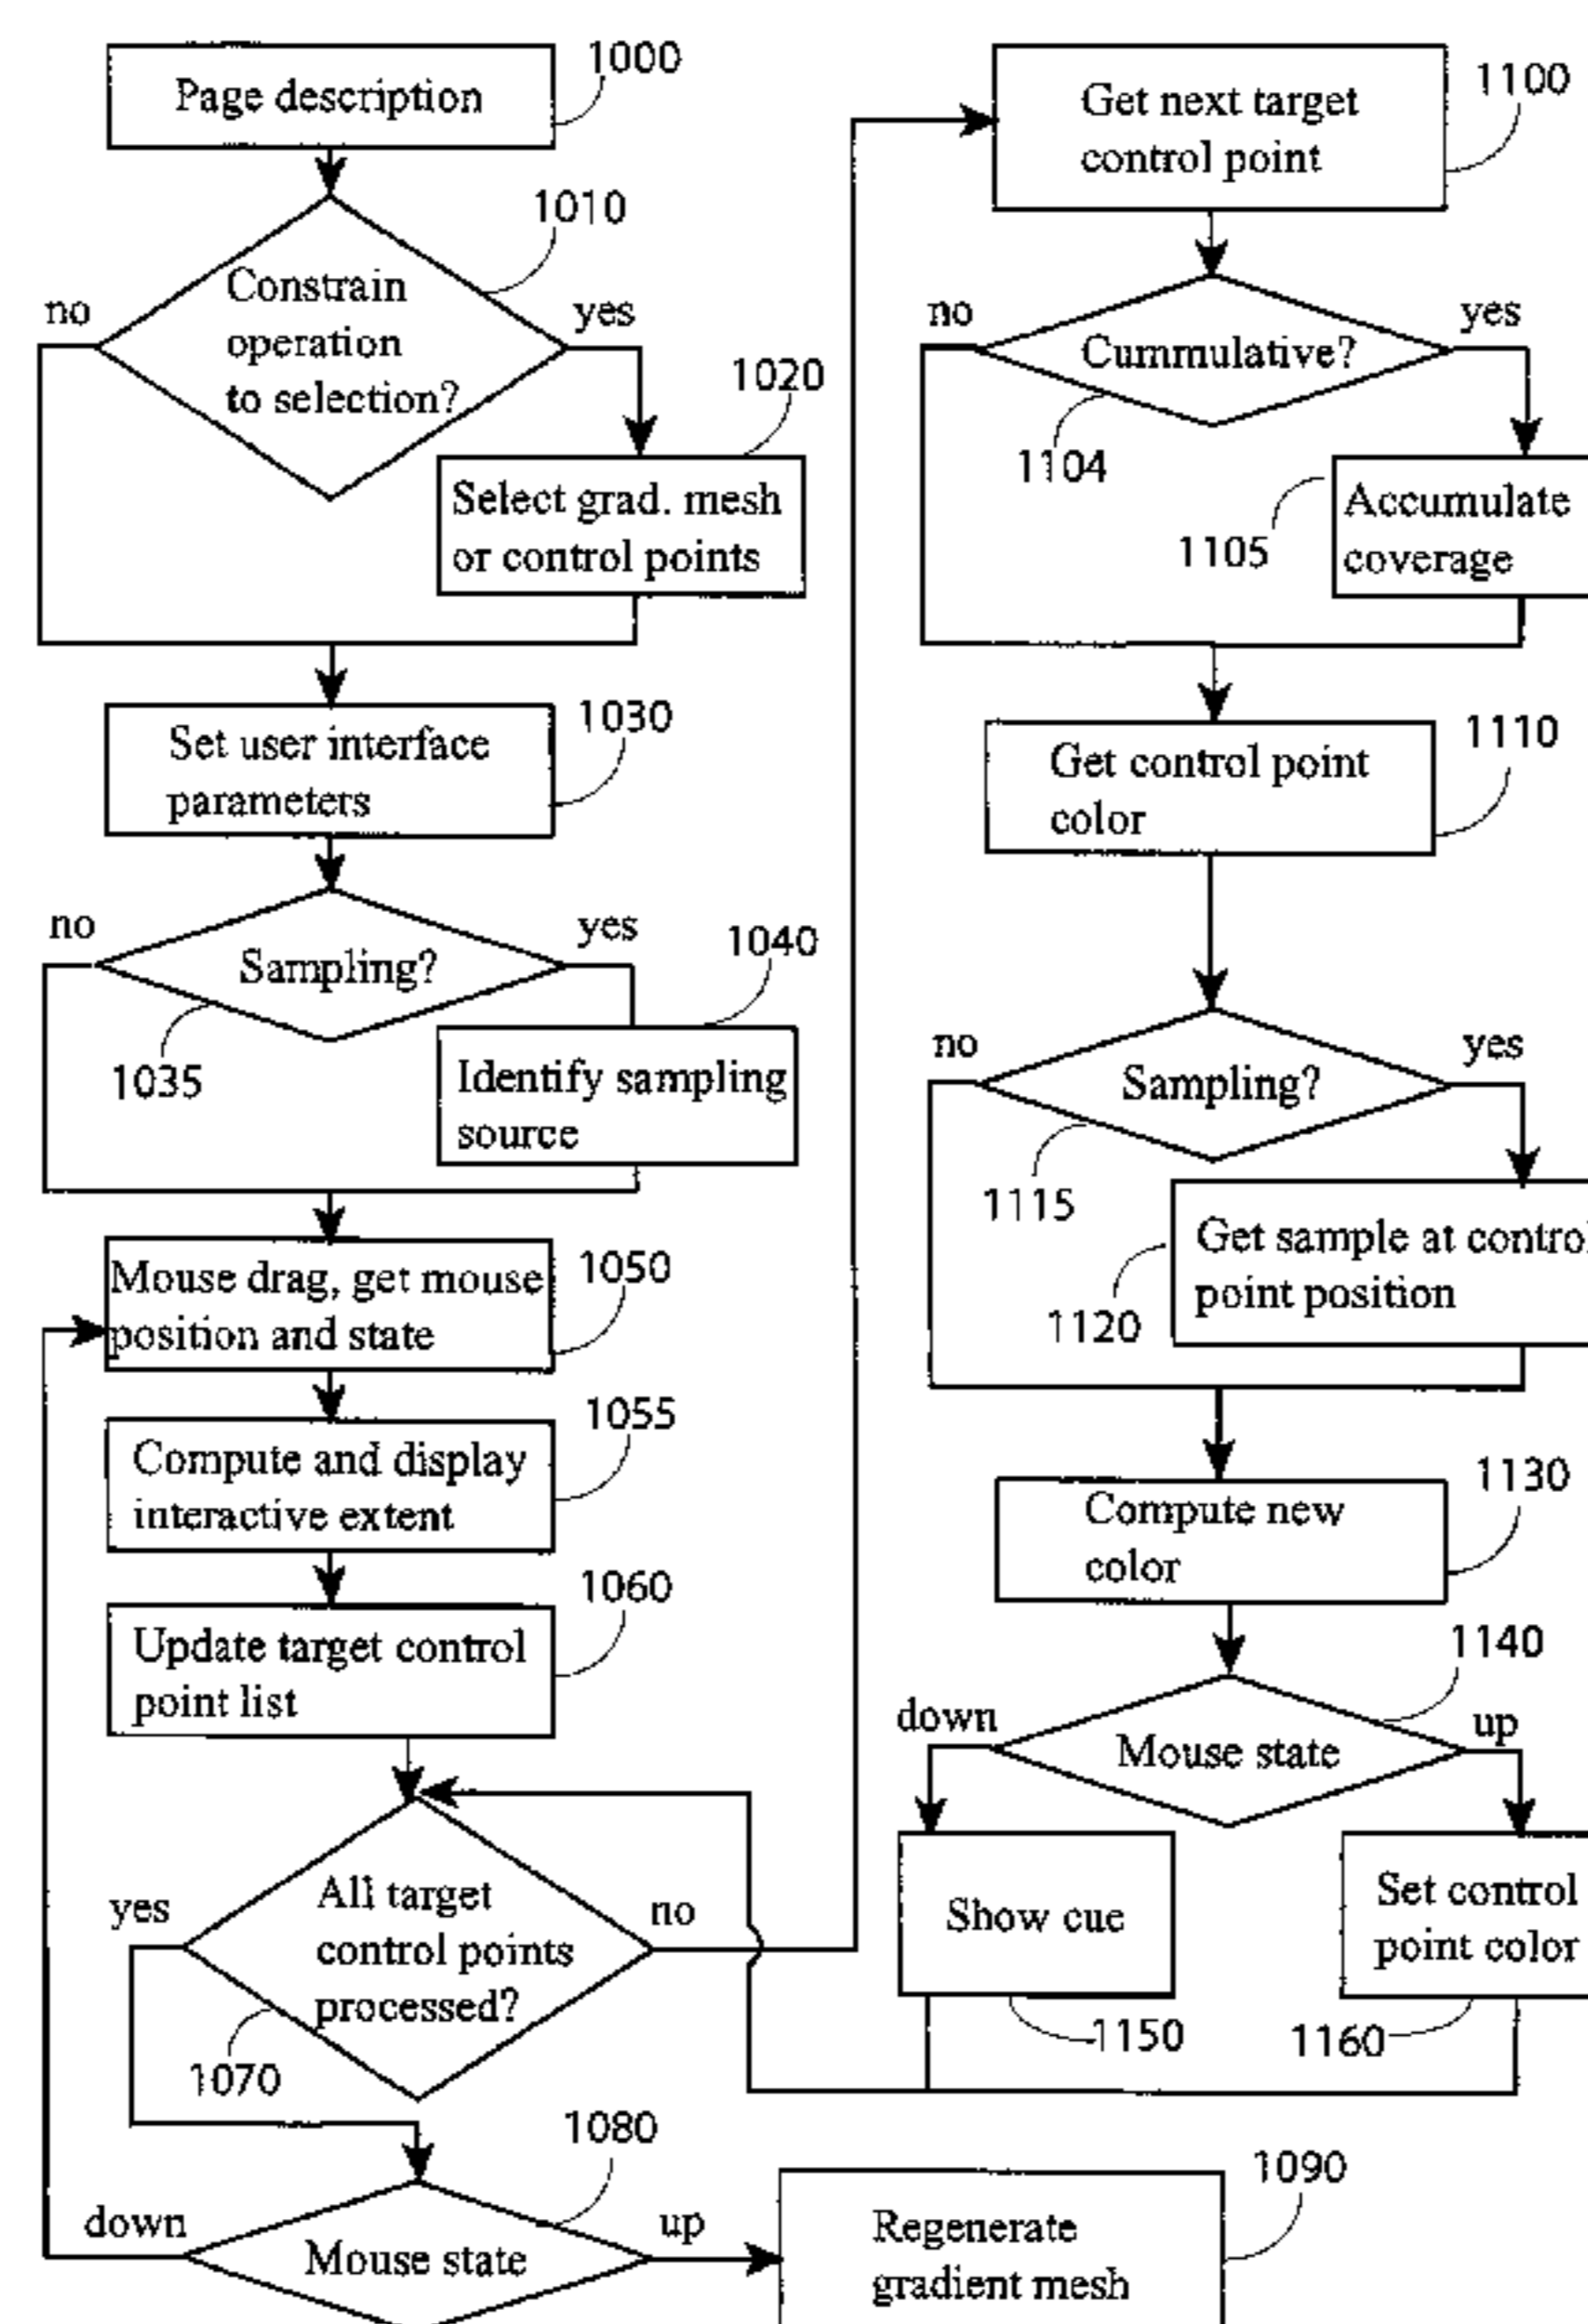 Page description
1000
1010
Constrain
operation
to selection?
no
yes
1020
Select grad. mesh
or control points
Set user interface
parameters
1030
no
yes
Sampling?
1035
1040
Identify sampling
source
Mouse drag, get mouse
position and state
1050
Compute and display
interactive extent
1055
Update target control
point list
1060
All target
control points
processed?
yes
no
1070
1080
down
up
Mouse state
1090
Regenerate
gradient mesh
Get next target
control point
1100
no
yes
Cummulative?
1104
1105
Accumulate
coverage
Get control point
color
1110
no
yes
Sampling?
1115
1120
Get sample at control
point position
Compute new
color
1130
1140
down
up
Mouse state
Show cue
1150
Set control
point color
1160